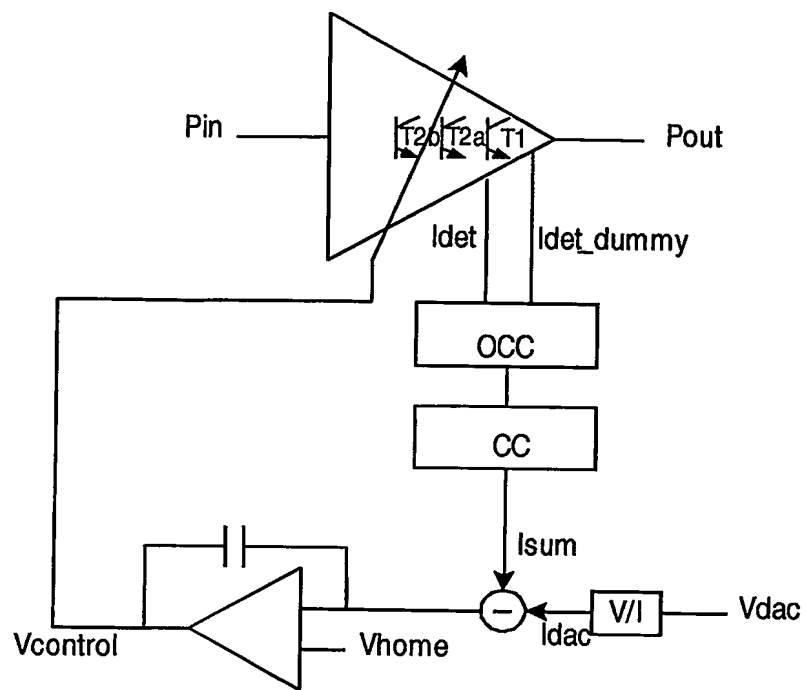 Pin
T2b
T2a
T1
Pout
Idet
Idet_dummy
OCC
CC
Isum
V/I
Vdac
Idac
Vcontrol
Vhome